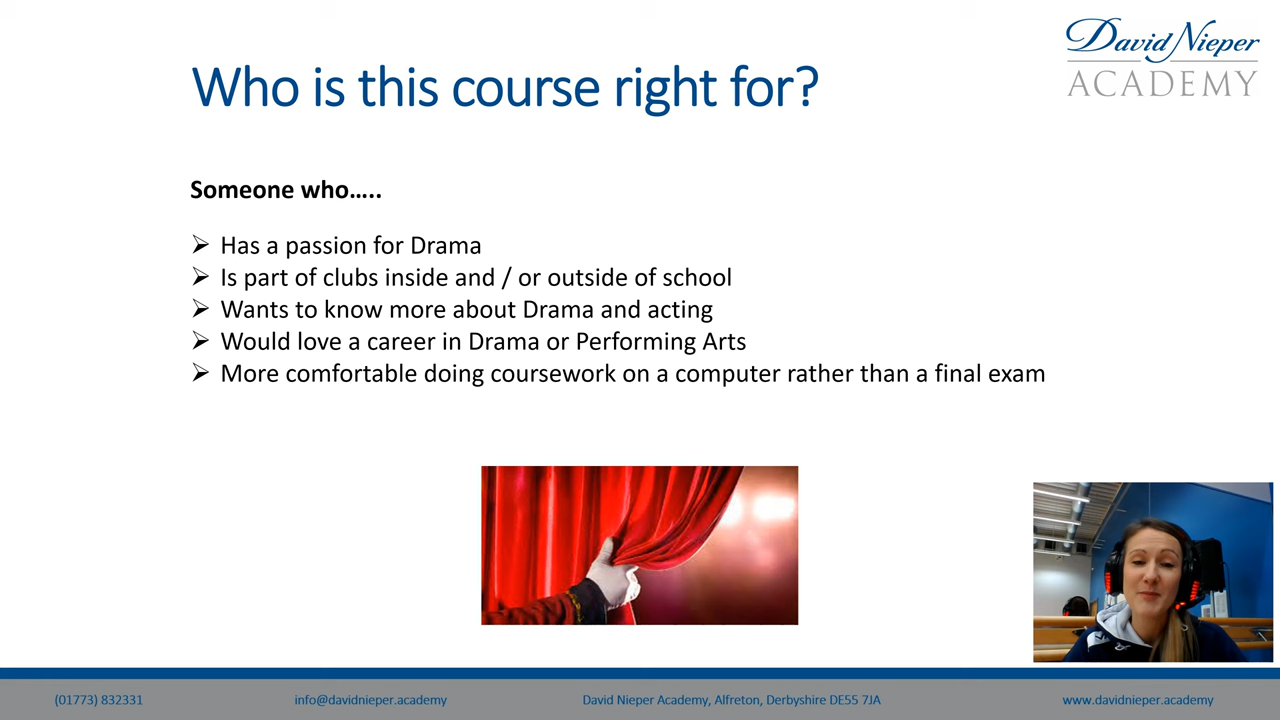 David Nieper
ACADEMY
Who is this course right for?
Someone who…..
Has a passion for Drama
Is part of clubs inside and / or outside of school
Wants to know more about Drama and acting
Would love a career in Drama or Performing Arts
More comfortable doing coursework on a computer rather than a final exam
(01773) 832331
info@davidnieper.academy
David Nieper Academy, Alfreton, Derbyshire DE55 7JA
www.davidnieper.academy